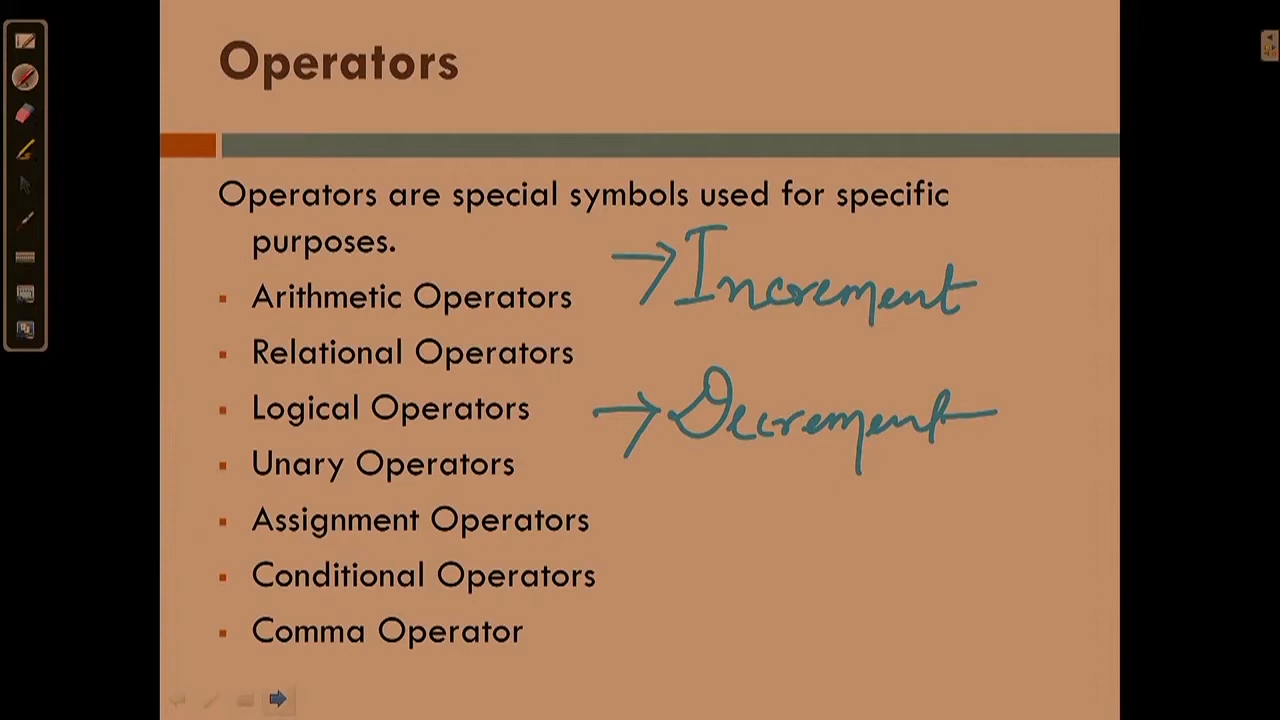 Operators
Operators are special symbols used for specific
purposes.
→ Increment
▪ Arithmetic Operators
▪ Relational Operators
→ Decrement
▪ Logical Operators
▪ Unary Operators
▪ Assignment Operators
▪ Conditional Operators
▪ Comma Operator